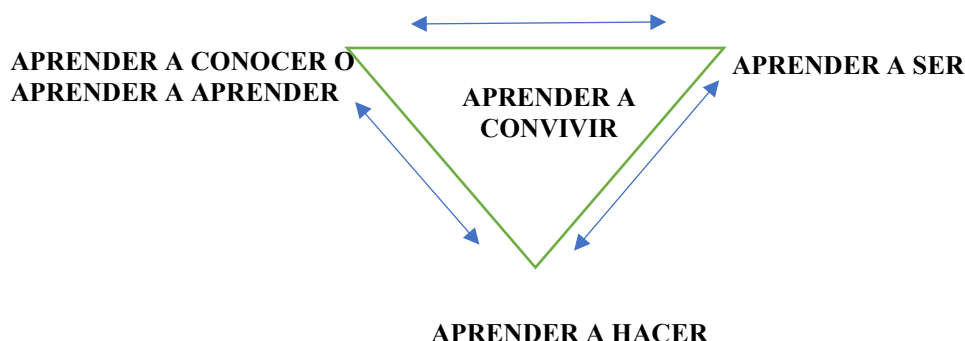 APRENDER A CONOCER O
APRENDER A APRENDER
APRENDER A SER
APRENDER A
CONVIVIR
APRENDER A HACER